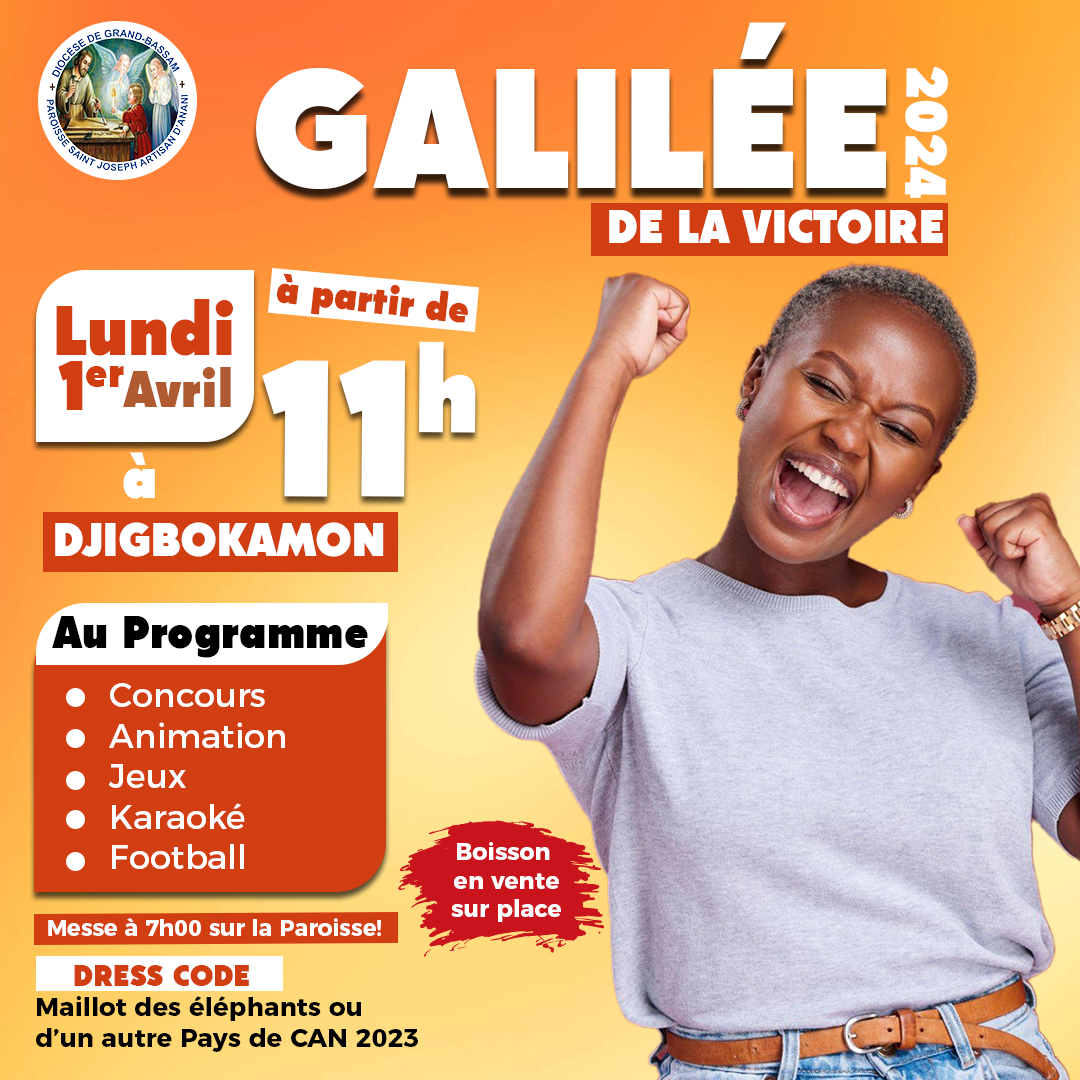 DIOCÈSE DE GRAND-BASSAM
PAROISSE SAINT JOSEPH ARTISAN D'ANANI
GALILÉE
2024
DE LA VICTOIRE
Lundi
1er Avril
à partir de
11h
à
DJIGBOKAMON
Au Programme
Concours
Animation
Jeux
Karaoké
Football
Boisson
en vente
sur place
Messe à 7h00 sur la Paroisse!
DRESS CODE
Maillot des éléphants ou
d'un autre Pays de CAN 2023